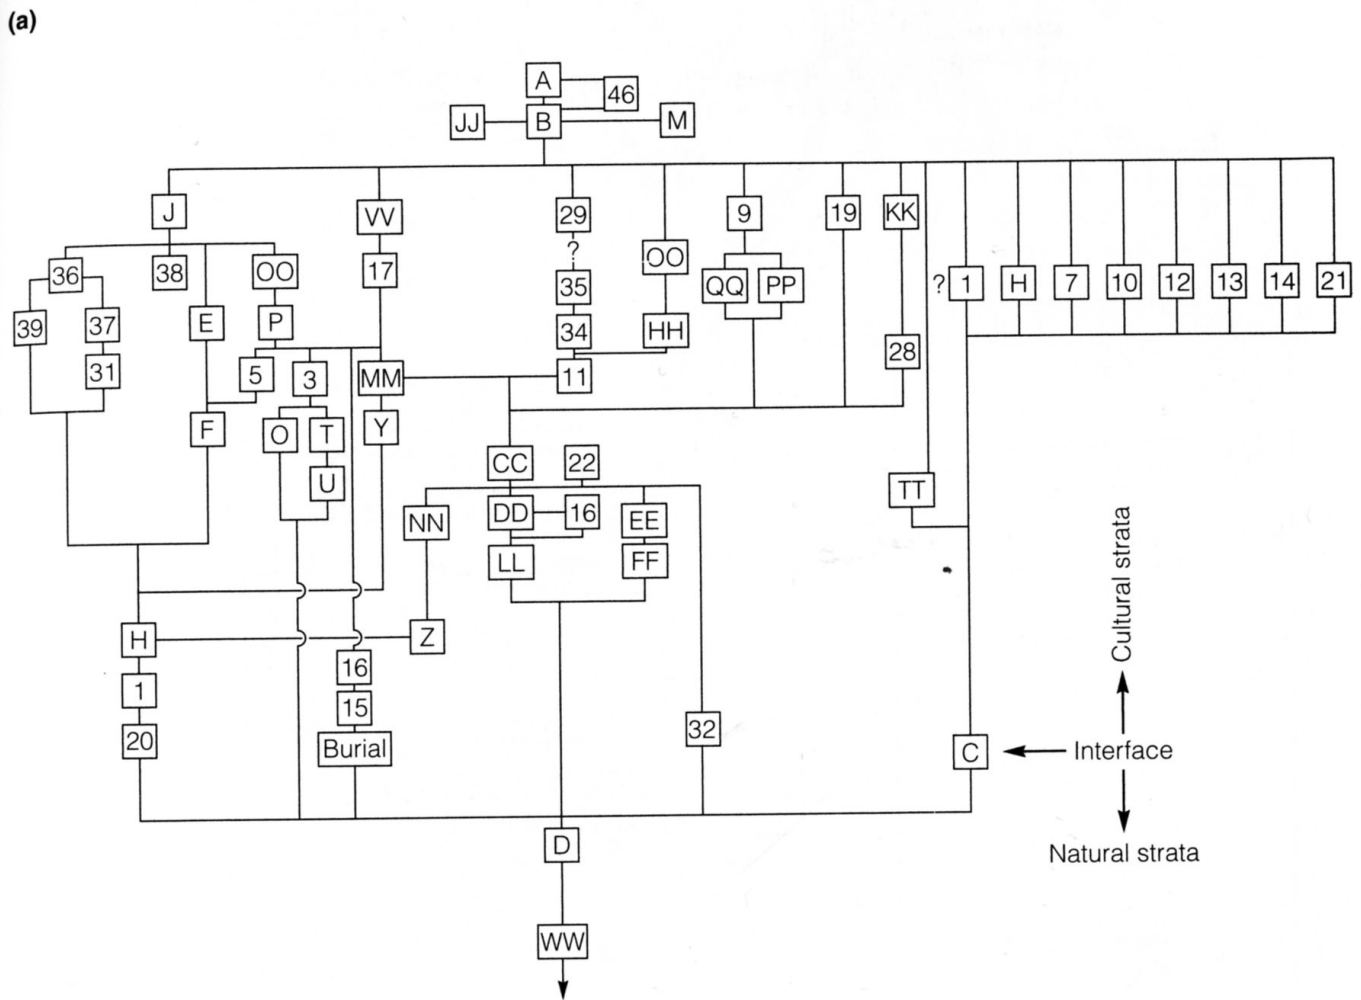 (a)
A
46
JJ B M
J VV 29 9 19 KK
?
36 38 OO 17 35 OO QQ PP ? 1 H 7 10 12 13 14 21
39 37 E P 34 HH 28
31 5 3 MM 11
F O T Y
CC 22
U NN DD 16 EE TT
LL FF
H Z
16
1 15
20 Burial 32 C Interface
Cultural strata
Natural strata
D
WW